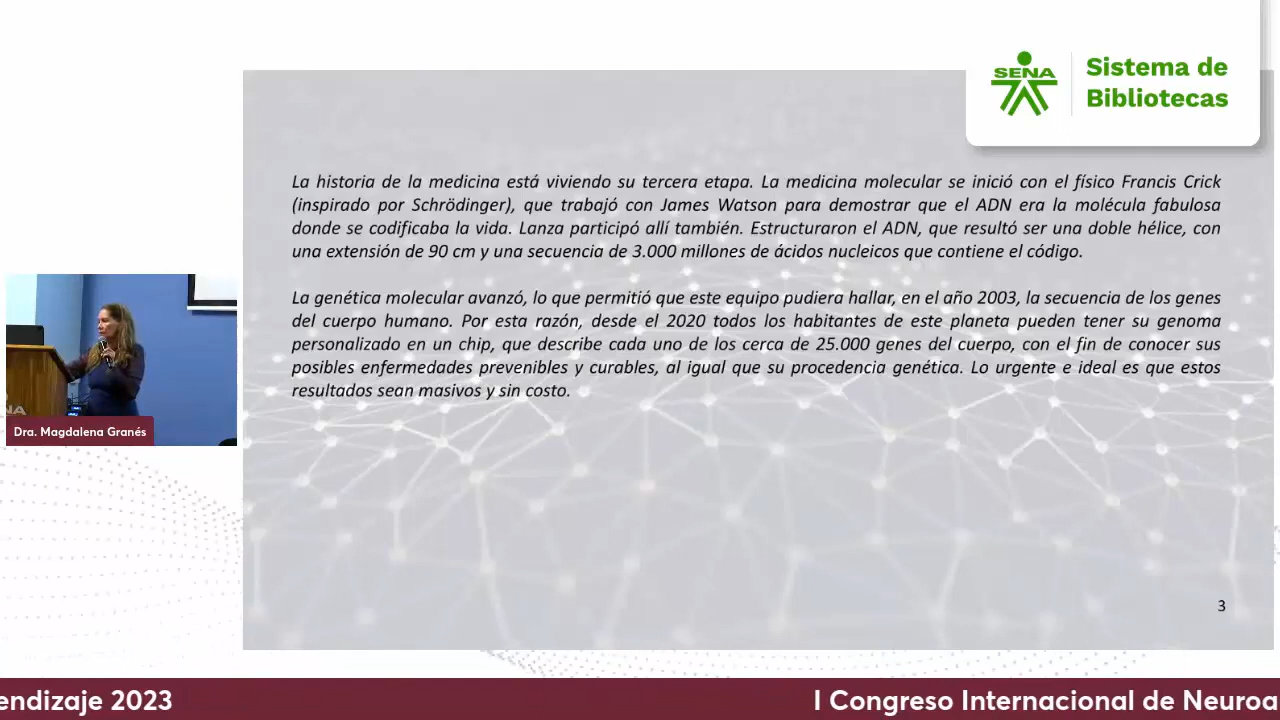 SENA
Sistema de
Bibliotecas
La historia de la medicina está viviendo su tercera etapa. La medicina molecular se inició con el físico Francis Crick
(inspirado por Schrödinger), que trabajó con James Watson para demostrar que el ADN era la molécula fabulosa
donde se codificaba la vida. Lanza participó allí también. Estructuraron el ADN, que resultó ser una doble hélice, con
una extensión de 90 cm y una secuencia de 3.000 millones de ácidos nucleicos que contiene el código.
La genética molecular avanzó, lo que permitió que este equipo pudiera hallar, en el año 2003, la secuencia de los genes
del cuerpo humano. Por esta razón, desde el 2020 todos los habitantes de este planeta pueden tener su genoma
personalizado en un chip, que describe cada uno de los cerca de 25.000 genes del cuerpo, con el fin de conocer sus
posibles enfermedades prevenibles y curables, al igual que su procedencia genética. Lo urgente e ideal es que estos
resultados sean masivos y sin costo.
NA
Dra. Magdalena Granés
3
endizaje 2023
I Congreso Internacional de Neuroa